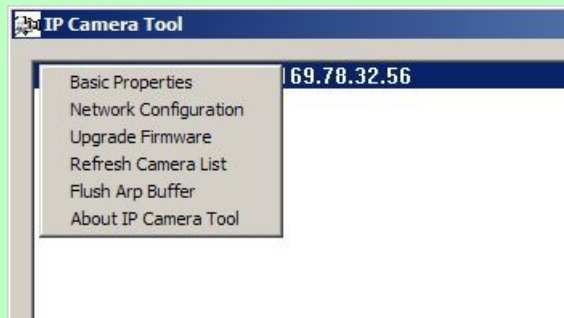 IP Camera Tool
169.78.32.56
Basic Properties
Network Configuration
Upgrade Firmware
Refresh Camera List
Flush Arp Buffer
About IP Camera Tool